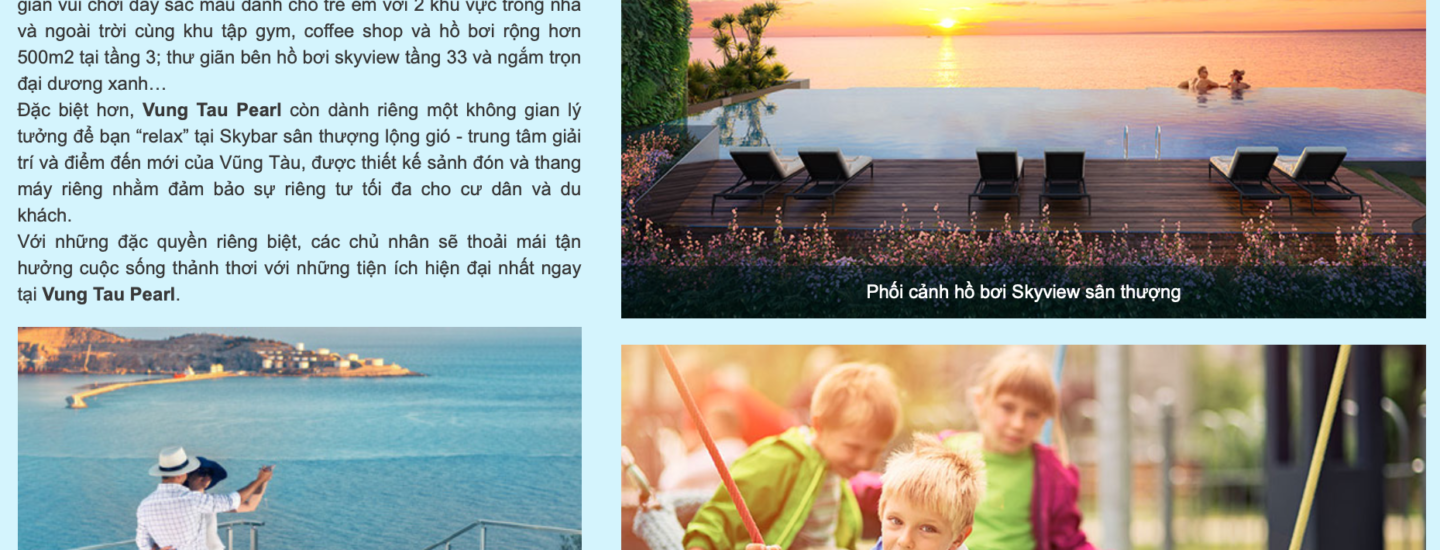 gian vui chơi đầy sắc màu dành cho trẻ em với 2 khu vực trong nhà
và ngoài trời cùng khu tập gym, coffee shop và hồ bơi rộng hơn
500m2 tại tầng 3; thư giãn bên hồ bơi skyview tầng 33 và ngắm trọn
đại dương xanh…
Đặc biệt hơn, Vung Tau Pearl còn dành riêng một không gian lý
tưởng để bạn “relax” tại Skybar sân thượng lộng gió - trung tâm giải
trí và điểm đến mới của Vũng Tàu, được thiết kế sảnh đón và thang
máy riêng nhằm đảm bảo sự riêng tư tối đa cho cư dân và du
khách.
Với những đặc quyền riêng biệt, các chủ nhân sẽ thoải mái tận
hưởng cuộc sống thảnh thơi với những tiện ích hiện đại nhất ngay
tại Vung Tau Pearl.
Phối cảnh hồ bơi Skyview sân thượng